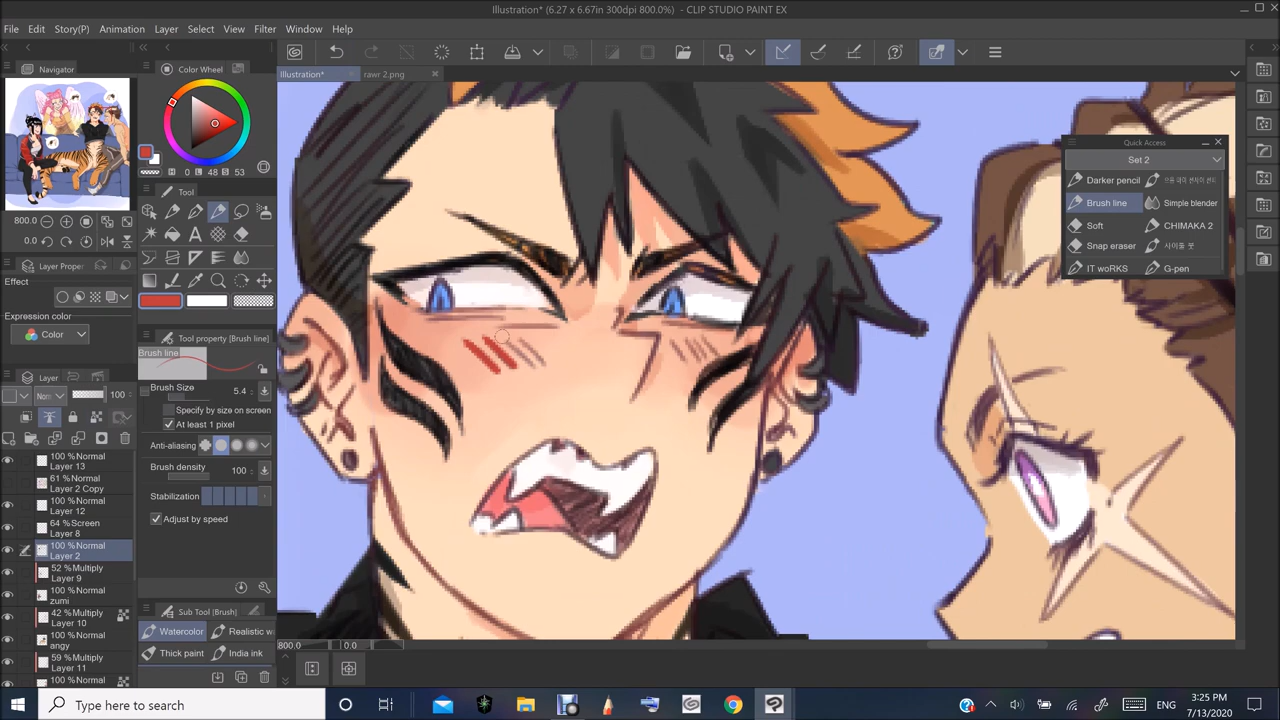 Illustration* (6.27 x 6.67in 300dpi 800.0%) - CLIP STUDIO PAINT EX
File Edit Story(P) Animation Layer Select View Filter Window Help
Navigator
Color Wheel
Illustration*
rawr 2.png
H 0 L 48 S 53
Tool
800.0
0.0
Layer Proper
Effect
Expression color
Color
Tool property [Brush line]
Brush line
Brush Size 5.4
Specify by size on screen
At least 1 pixel
Anti-aliasing
Brush density 100
Stabilization
Adjust by speed
Layer
Norm 100
100 %Normal
Layer 13
61 %Normal
Layer 2 Copy
100 %Normal
Layer 12
64 %Screen
Layer 8
100 %Normal
Layer 2
52 %Multiply
Layer 9
100 %Normal
zumi
42 %Multiply
Layer 10
100 %Normal
angy
59 %Multiply
Layer 11
100 %Normal
Sub Tool [Brush]
Watercolor
Realistic w
Thick paint
India ink
Quick Access
Set 2
Darker pencil
Brush line
Simple blender
Soft
CHIMAKA 2
Snap eraser
IT woRKS
G-pen
800.0
0.0
Type here to search
ENG
3:25 PM
7/13/2020